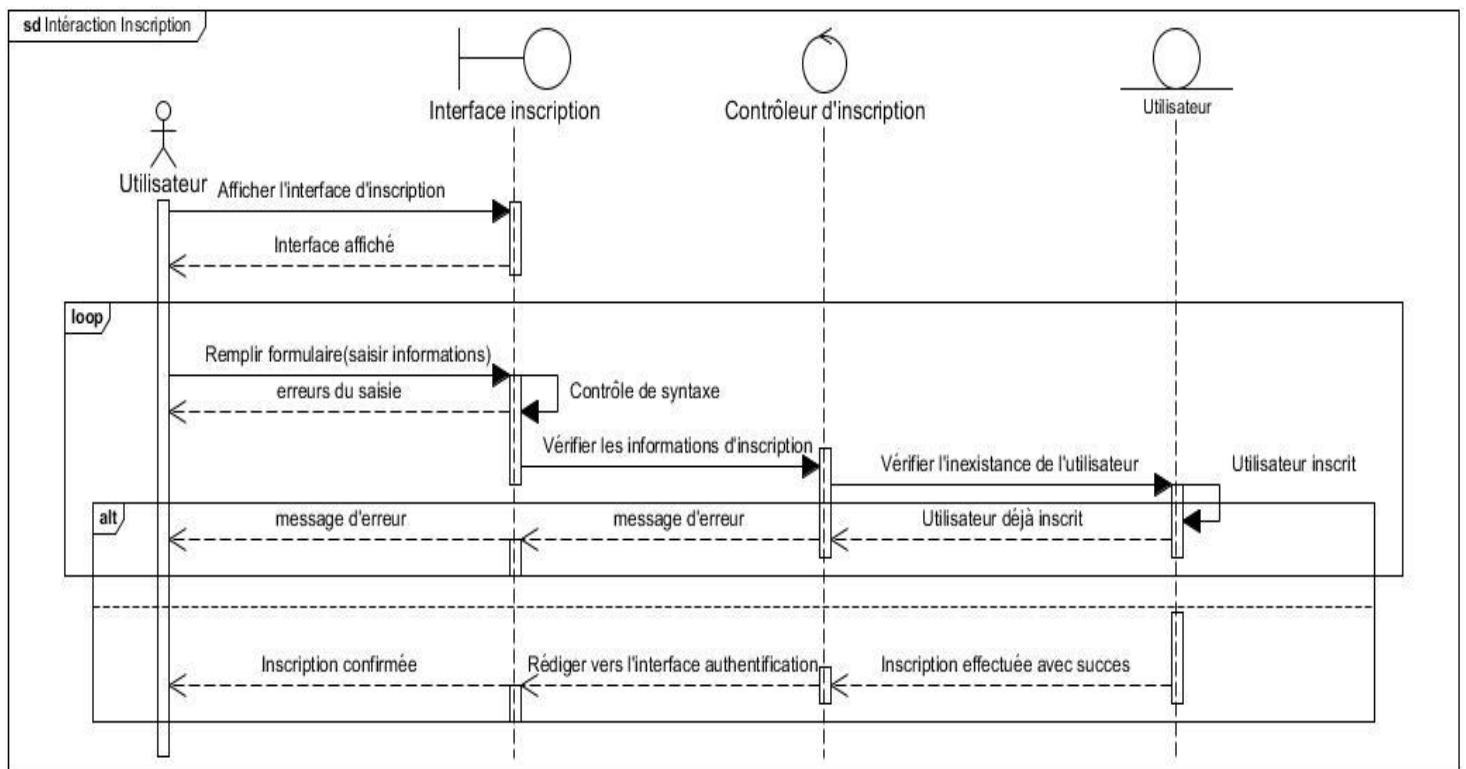 sd Intéraction Inscription
Interface inscription
Contrôleur d'inscription
Utilisateur
Utilisateur
Afficher l'interface d'inscription
Interface affiché
loop
Remplir formulaire(saisir informations)
erreurs du saisie
Contrôle de syntaxe
Vérifier les informations d'inscription
Vérifier l'inexistance de l'utilisateur
Utilisateur inscrit
alt
message d'erreur
message d'erreur
Utilisateur déjà inscrit
Inscription confirmée
Rédiger vers l'interface authentification
Inscription effectuée avec succes